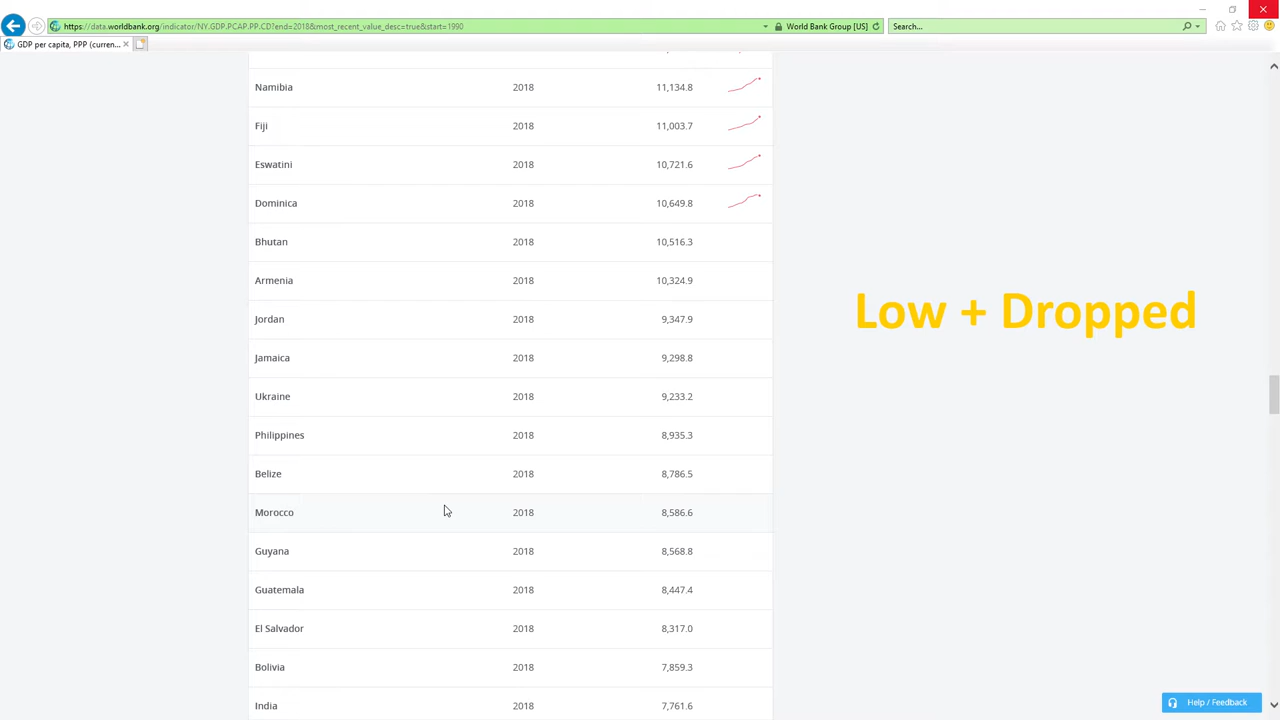 https://data.worldbank.org/indicator/NY.GDP.PCAP.PP.CD?end=2018&most_recent_value_desc=true&start=1990
World Bank Group [US]
Search...
GDP per capita, PPP (curren...
Namibia 2018 11,134.8
Fiji 2018 11,003.7
Eswatini 2018 10,721.6
Dominica 2018 10,649.8
Bhutan 2018 10,516.3
Armenia 2018 10,324.9
Low + Dropped
Jordan 2018 9,347.9
Jamaica 2018 9,298.8
Ukraine 2018 9,233.2
Philippines 2018 8,935.3
Belize 2018 8,786.5
Morocco 2018 8,586.6
Guyana 2018 8,568.8
Guatemala 2018 8,447.4
El Salvador 2018 8,317.0
Bolivia 2018 7,859.3
India 2018 7,761.6
Help / Feedback